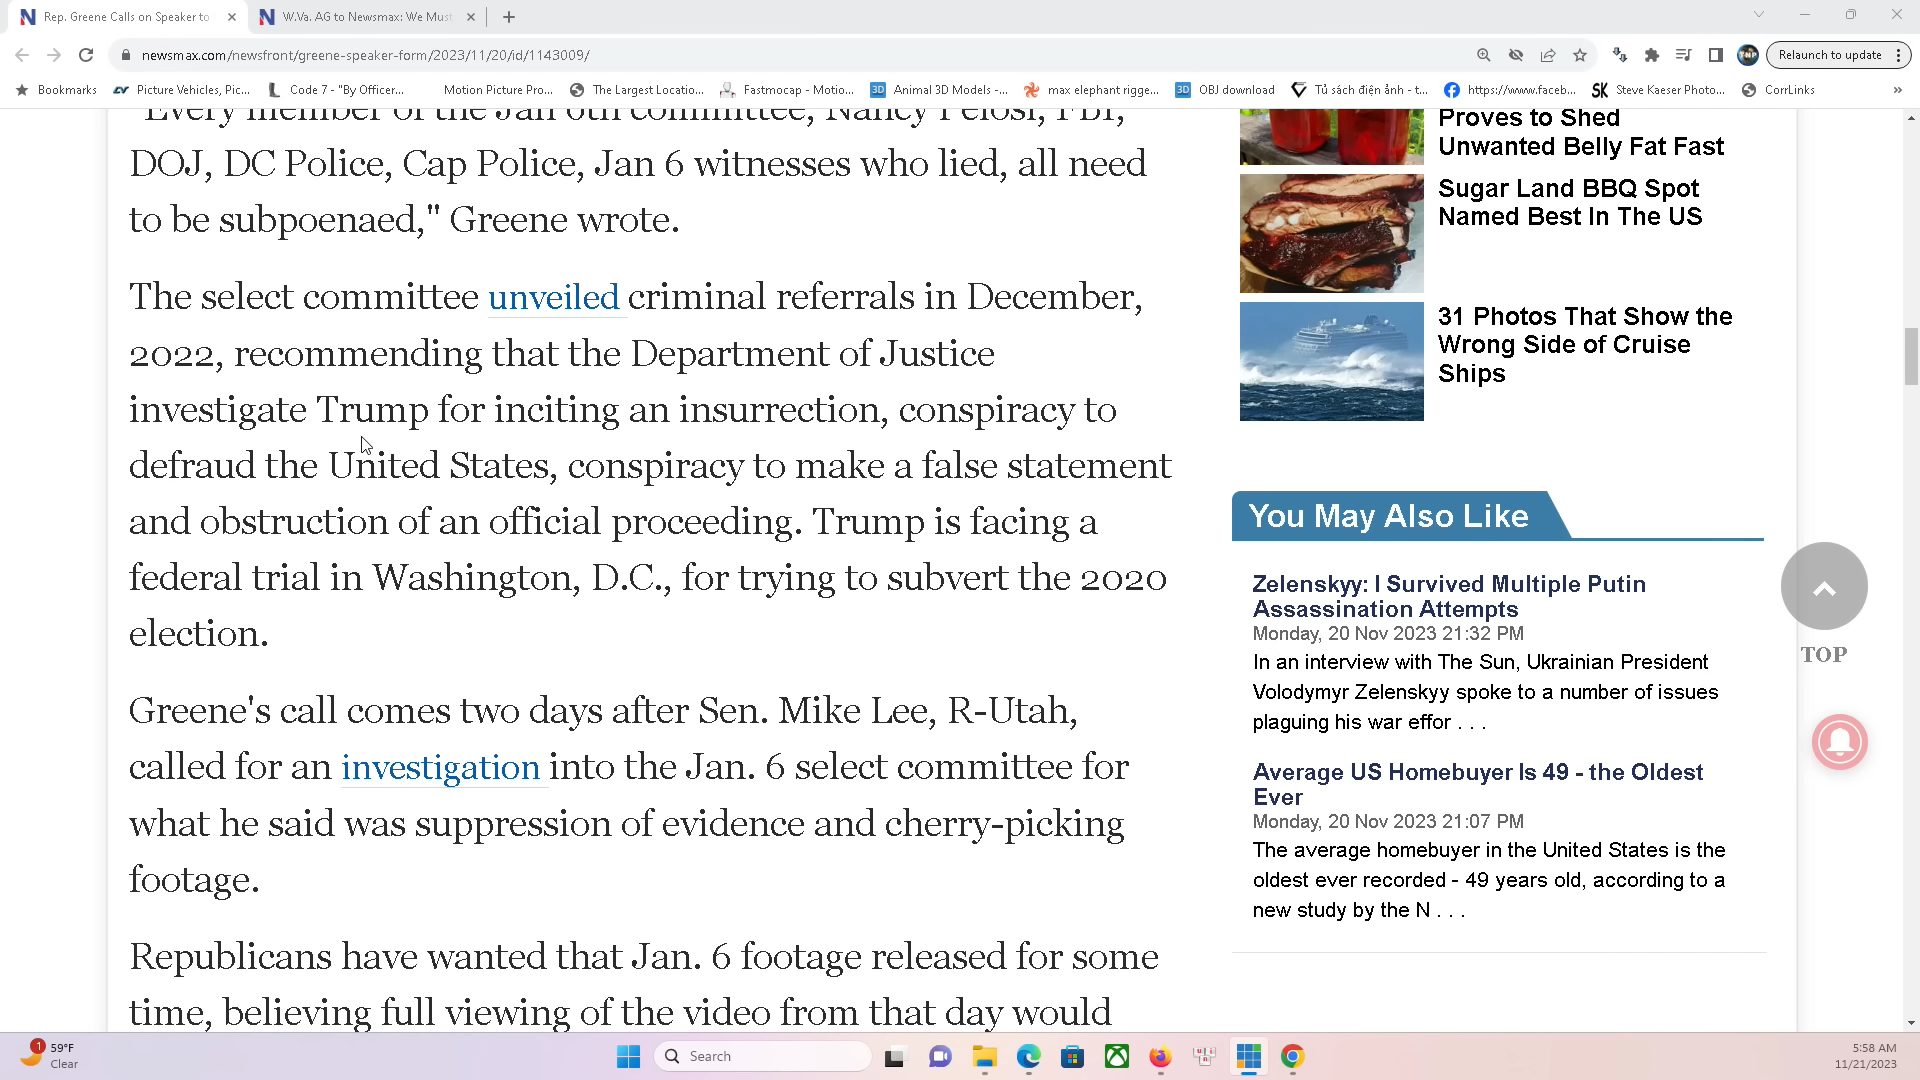 Rep. Greene Calls on Speaker to
W.Va. AG to Newsmax: We Must
newsmax.com/newsfront/greene-speaker-form/2023/11/20/id/1143009/
Relaunch to update
Bookmarks
Picture Vehicles, Pic...
Code 7 - "By Officer...
Motion Picture Pro...
The Largest Locatio...
Fastmocap - Motio...
3D Animal 3D Models -...
max elephant rigge...
3D OBJ download
Tủ sách điện ảnh - t...
https://www.faceb...
SK Steve Kaeser Photo...
CorrLinks
"Every member of the Jan 6th committee, Nancy Pelosi, FBI,
DOJ, DC Police, Cap Police, Jan 6 witnesses who lied, all need
to be subpoenaed," Greene wrote.
The select committee unveiled criminal referrals in December,
2022, recommending that the Department of Justice
investigate Trump for inciting an insurrection, conspiracy to
defraud the United States, conspiracy to make a false statement
and obstruction of an official proceeding. Trump is facing a
federal trial in Washington, D.C., for trying to subvert the 2020
election.
Greene's call comes two days after Sen. Mike Lee, R-Utah,
called for an investigation into the Jan. 6 select committee for
what he said was suppression of evidence and cherry-picking
footage.
Republicans have wanted that Jan. 6 footage released for some
time, believing full viewing of the video from that day would
Proves to Shed
Unwanted Belly Fat Fast
Sugar Land BBQ Spot
Named Best In The US
31 Photos That Show the
Wrong Side of Cruise
Ships
You May Also Like
Zelenskyy: I Survived Multiple Putin
Assassination Attempts
Monday, 20 Nov 2023 21:32 PM
In an interview with The Sun, Ukrainian President
Volodymyr Zelenskyy spoke to a number of issues
plaguing his war effor . . .
Average US Homebuyer Is 49 - the Oldest
Ever
Monday, 20 Nov 2023 21:07 PM
The average homebuyer in the United States is the
oldest ever recorded - 49 years old, according to a
new study by the N . . .
TOP
1
59°F
Clear
Search
5:58 AM
11/21/2023